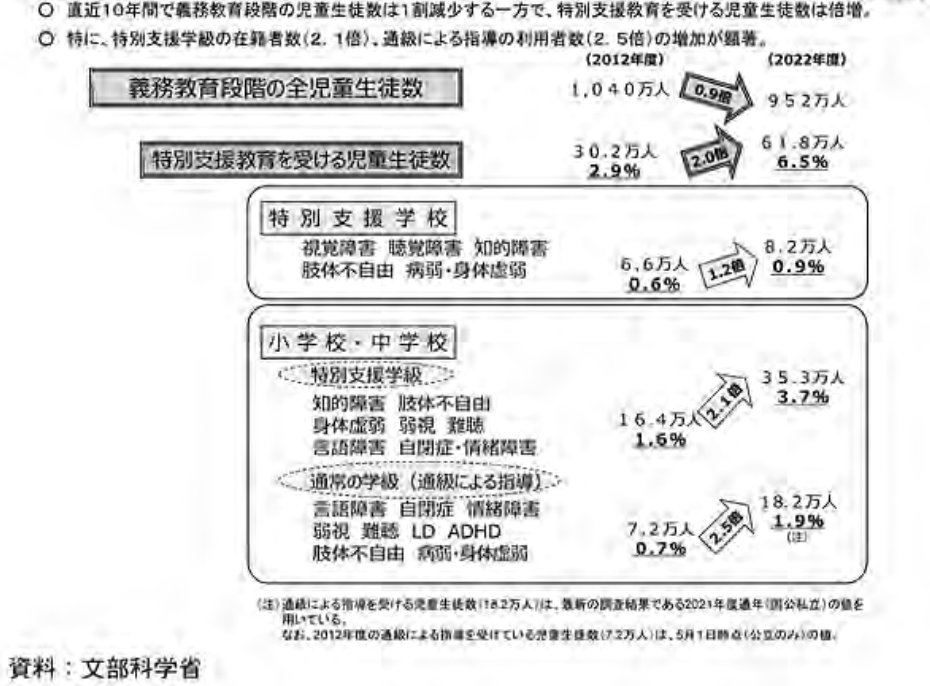 ○ 直近10年間で義務教育段階の児童生徒数は1割減少する一方で、特別支援教育を受ける児童生徒数は倍増。
○ 特に、特別支援学級の在籍者数(2.1倍)、通級による指導の利用者数(2.5倍)の増加が顕著。
(2012年度) (2022年度)
義務教育段階の全児童生徒数 1,040万人 0.9倍 952万人
特別支援教育を受ける児童生徒数 30.2万人 2.0倍 61.8万人
2.9% 6.5%
特別支援学校
視覚障害 聴覚障害 知的障害
肢体不自由 病弱・身体虚弱
6.6万人 1.2倍 8.2万人
0.6% 0.9%
小学校・中学校
特別支援学級
知的障害 肢体不自由
身体虚弱 弱視 難聴
言語障害 自閉症・情緒障害
16.4万人 2.1倍 35.3万人
1.6% 3.7%
通常の学級(通級による指導)
言語障害 自閉症 情緒障害
弱視 難聴 LD ADHD
肢体不自由 病弱・身体虚弱
7.2万人 2.5倍 18.2万人
0.7% 1.9%
(注)
(注)通級による指導を受ける児童生徒数(18.2万人)は、最新の調査結果である2021年度通年(国公私立)の値を
用いている。
なお、2012年度の通級による指導を受けている児童生徒数(7.2万人)は、5月1日時点(公立のみ)の値。
資料:文部科学省